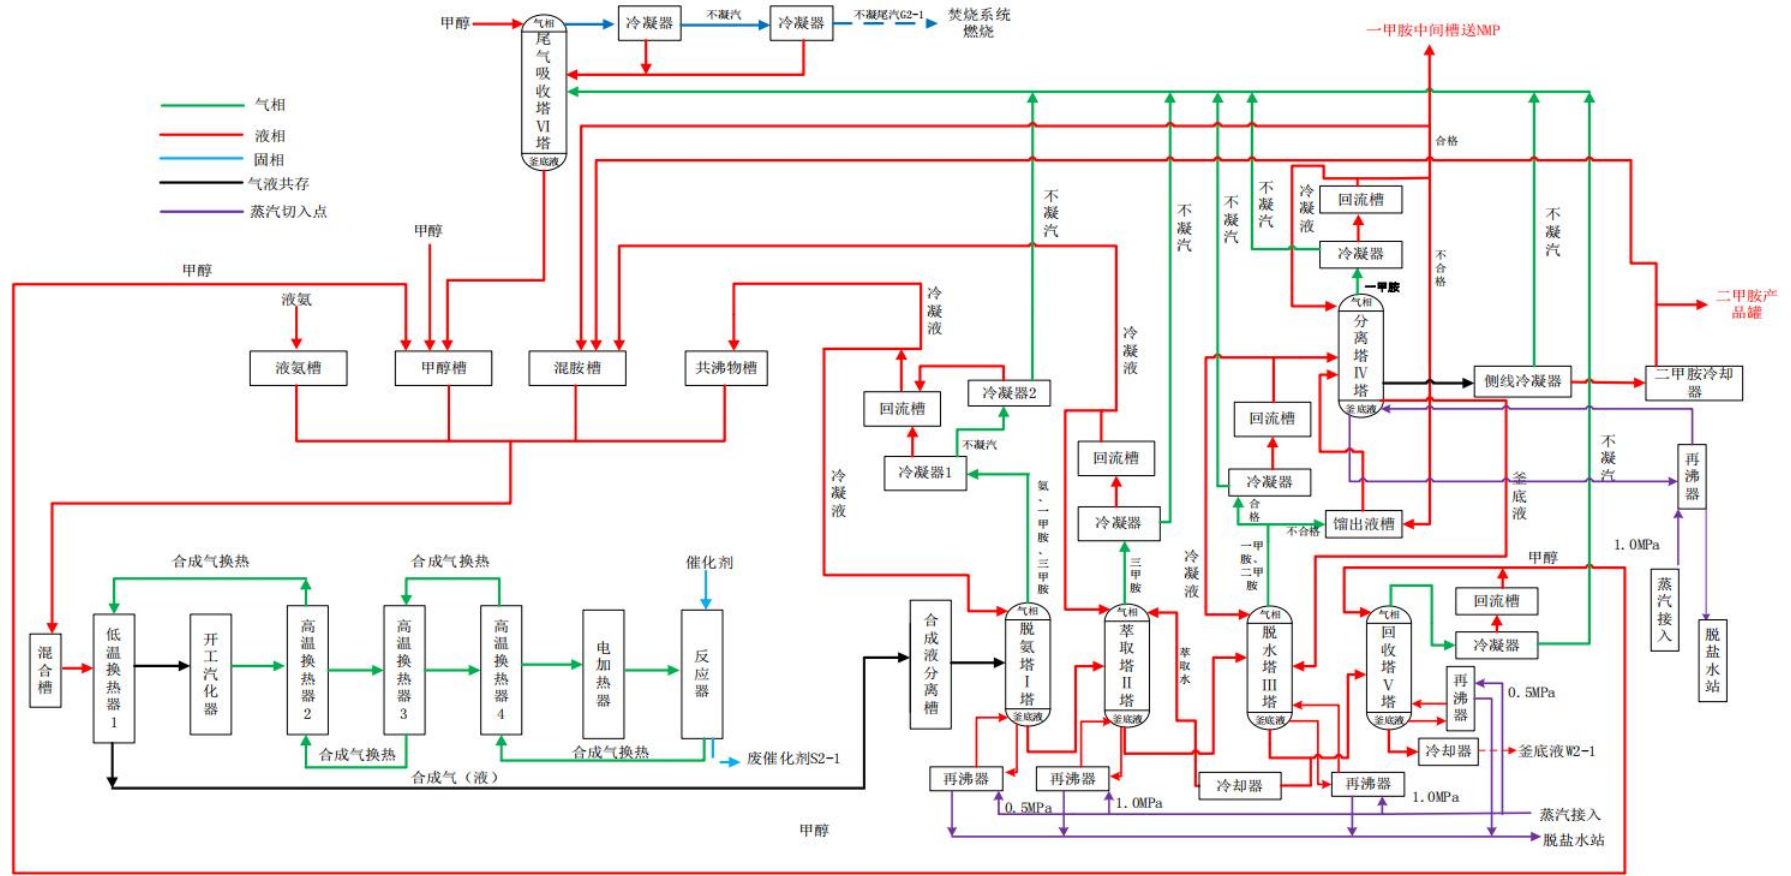 甲醇
气相
尾气吸收塔VI塔
釜底液
冷凝器
不凝汽
冷凝器
不凝尾汽G2-1
焚烧系统
燃烧
一甲胺中间槽送NMP
气相
液相
固相
气液共存
蒸汽切入点
合格
不凝汽
不凝汽
不凝汽
不凝汽
冷凝液
回流槽
冷凝器
不合格
不凝汽
一甲胺
甲醇
甲醇
液氨
液氨槽
甲醇槽
混胺槽
共沸物槽
冷凝液
冷凝液
二甲胺产
品罐
气相
分离塔IV塔
釜底液
侧线冷凝器
二甲胺冷却
器
回流槽
冷凝器2
不凝汽
冷凝器1
冷凝液
回流槽
冷凝器
回流槽
冷凝器
合格
不合格
馏出液槽
釜底液
不凝汽
再沸器
1.0MPa
蒸汽接入
脱盐水站
氨、一甲胺、三甲胺
三甲胺
冷凝液
一甲胺、二甲胺
甲醇
合成气换热
合成气换热
催化剂
混合槽
低温换热器1
开工汽化器
高温换热器2
高温换热器3
高温换热器4
电加热器
反应器
合成气换热
合成气换热
废催化剂S2-1
合成气（液）
合成液分离槽
气相
脱氨塔I塔
釜底液
气相
萃取塔II塔
釜底液
萃取水
气相
脱水塔III塔
釜底液
气相
回收塔V塔
釜底液
回流槽
冷凝器
再沸器
0.5MPa
冷却器
釜底液W2-1
再沸器
0.5MPa
再沸器
1.0MPa
冷却器
再沸器
1.0MPa
蒸汽接入
脱盐水站
甲醇